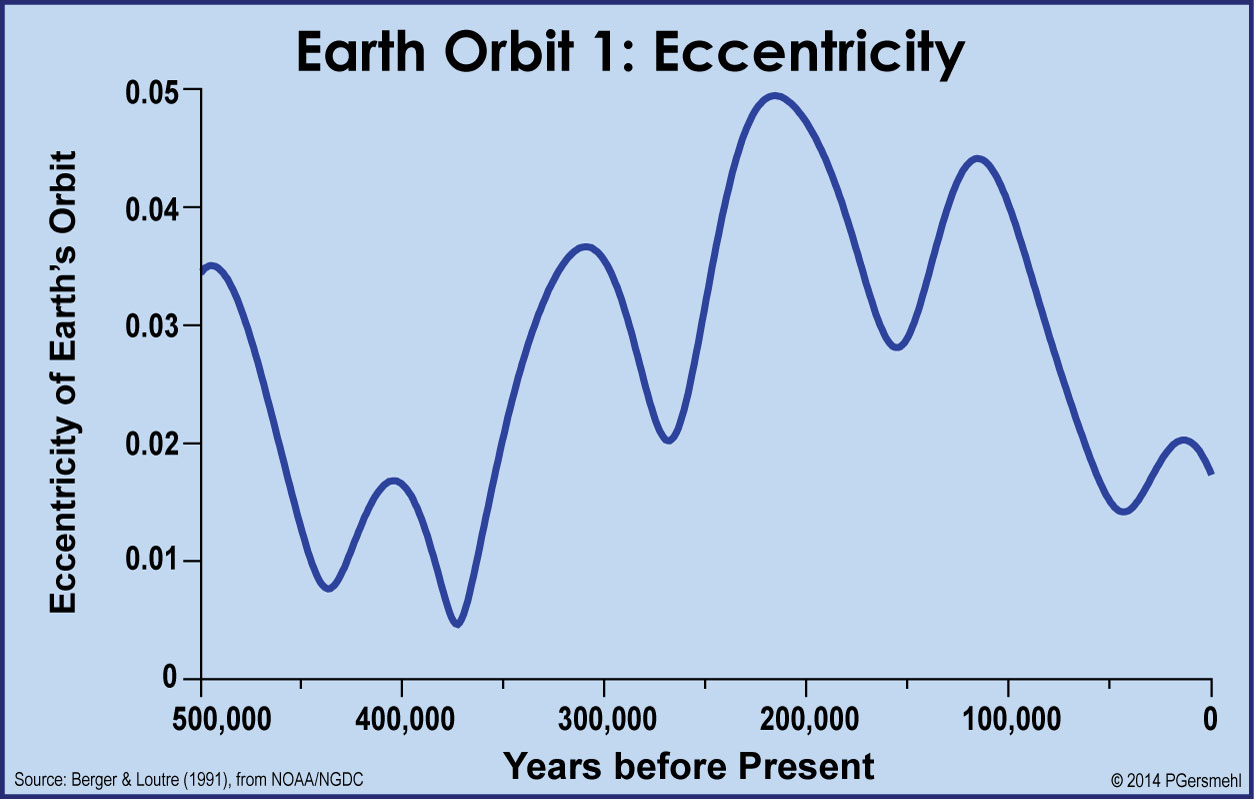 Earth Orbit 1: Eccentricity
Eccentricity of Earth's Orbit
0.05
0.04
0.03
0.02
0.01
0
500,000 400,000 300,000 200,000 100,000 0
Years before Present
Source: Berger & Loutre (1991), from NOAA/NGDC
© 2014 PGersmehl